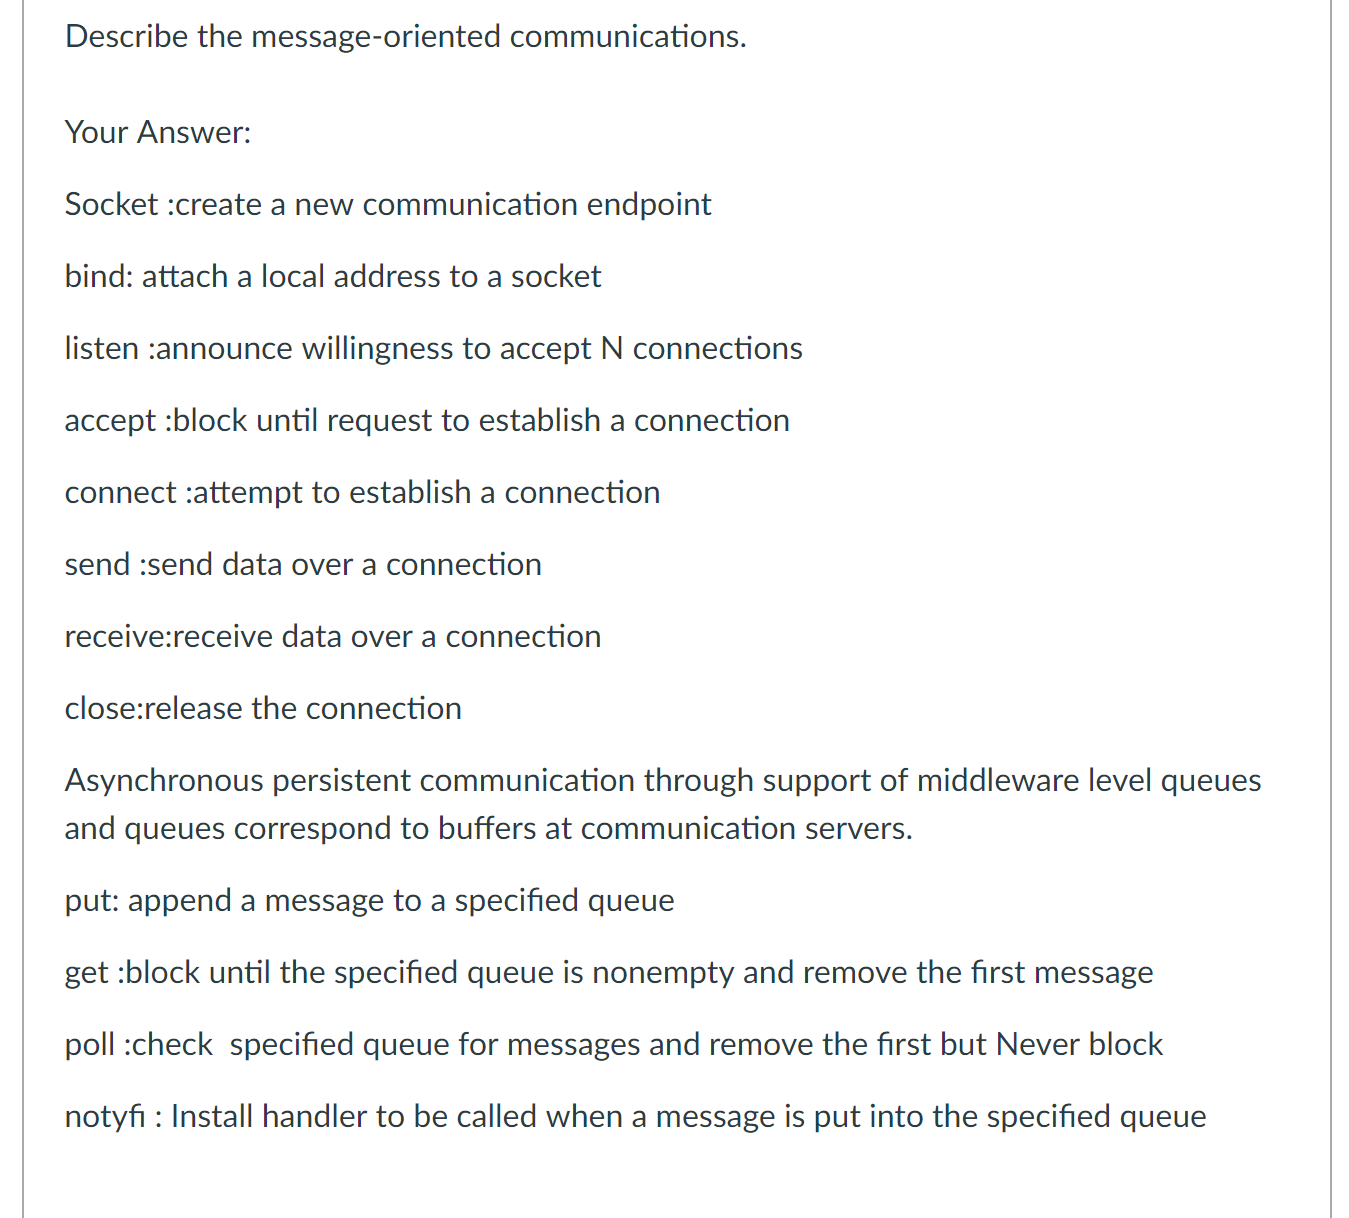 Describe the message-oriented communications.
Your Answer:
Socket :create a new communication endpoint
bind: attach a local address to a socket
listen :announce willingness to accept N connections
accept :block until request to establish a connection
connect :attempt to establish a connection
send :send data over a connection
receive:receive data over a connection
close:release the connection
Asynchronous persistent communication through support of middleware level queues
and queues correspond to buffers at communication servers.
put: append a message to a specified queue
get :block until the specified queue is nonempty and remove the first message
poll :check  specified queue for messages and remove the first but Never block
notyfi : Install handler to be called when a message is put into the specified queue